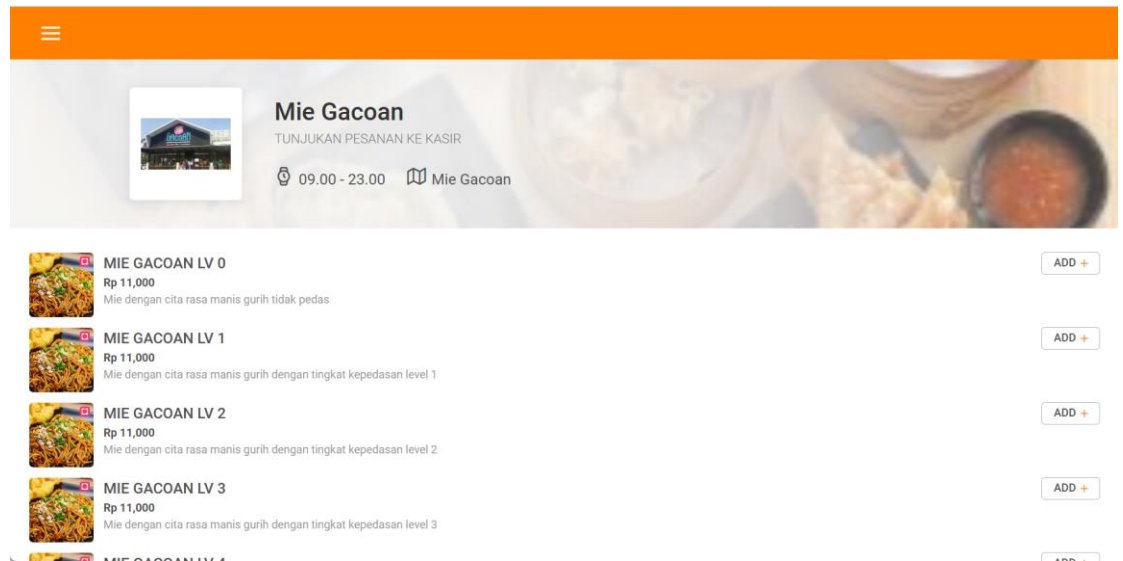 Mie Gacoan
TUNJUKAN PESANAN KE KASIR
09.00 - 23.00 Mie Gacoan
MIE GACOAN LV 0 ADD +
Rp 11,000
Mie dengan cita rasa manis gurih tidak pedas
MIE GACOAN LV 1 ADD +
Rp 11,000
Mie dengan cita rasa manis gurih dengan tingkat kepedasan level 1
MIE GACOAN LV 2 ADD +
Rp 11,000
Mie dengan cita rasa manis gurih dengan tingkat kepedasan level 2
MIE GACOAN LV 3 ADD +
Rp 11,000
Mie dengan cita rasa manis gurih dengan tingkat kepedasan level 3